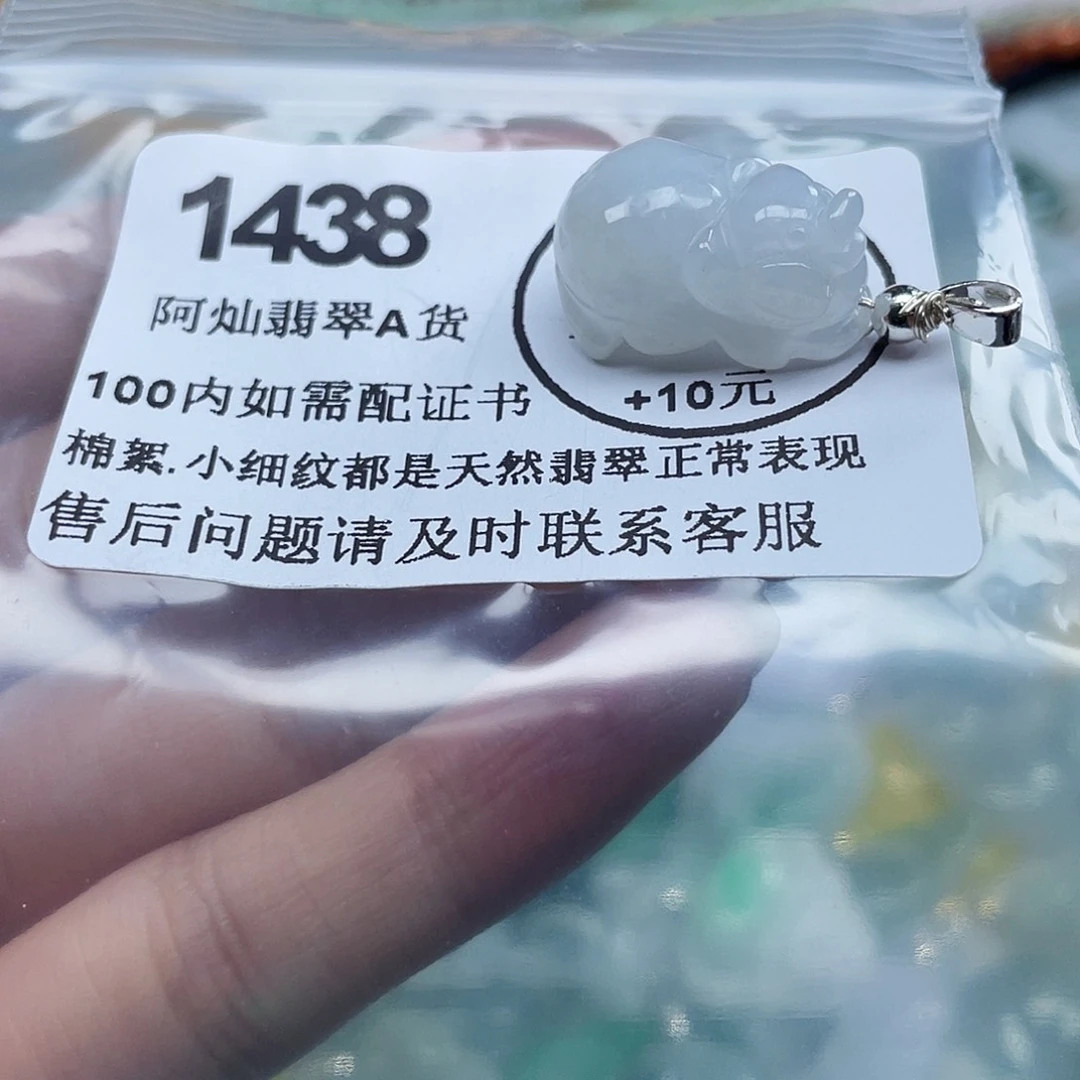 1438
阿灿翡翠A货
100内如需配证书 +10元
棉絮.小细纹都是天然翡翠正常表现
售后问题请及时联系客服